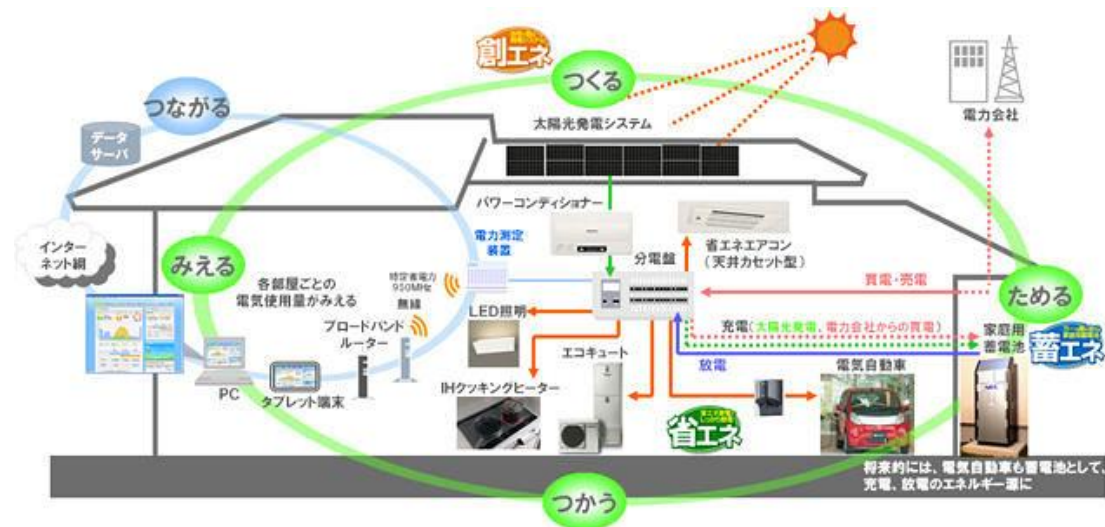 創エネ
つくる
つながる
データ
サーバ
太陽光発電システム
電力会社
パワーコンディショナー
インター
ネット網
みえる
電力測定
装置
分電盤
省エネエアコン
(天井カセット型)
各部屋ごとの
電気使用量がみえる
特定省電力
950MHz
無線
買電・売電
ためる
LED照明
ブロードバンド
ルーター
充電(太陽光発電、電力会社からの買電)
家庭用
蓄電池
蓄エネ
エコキュート
放電
電気自動車
PC
タブレット端末
IHクッキングヒーター
省エネ
将来的には、電気自動車も蓄電池として、
充電、放電のエネルギー源に
つかう